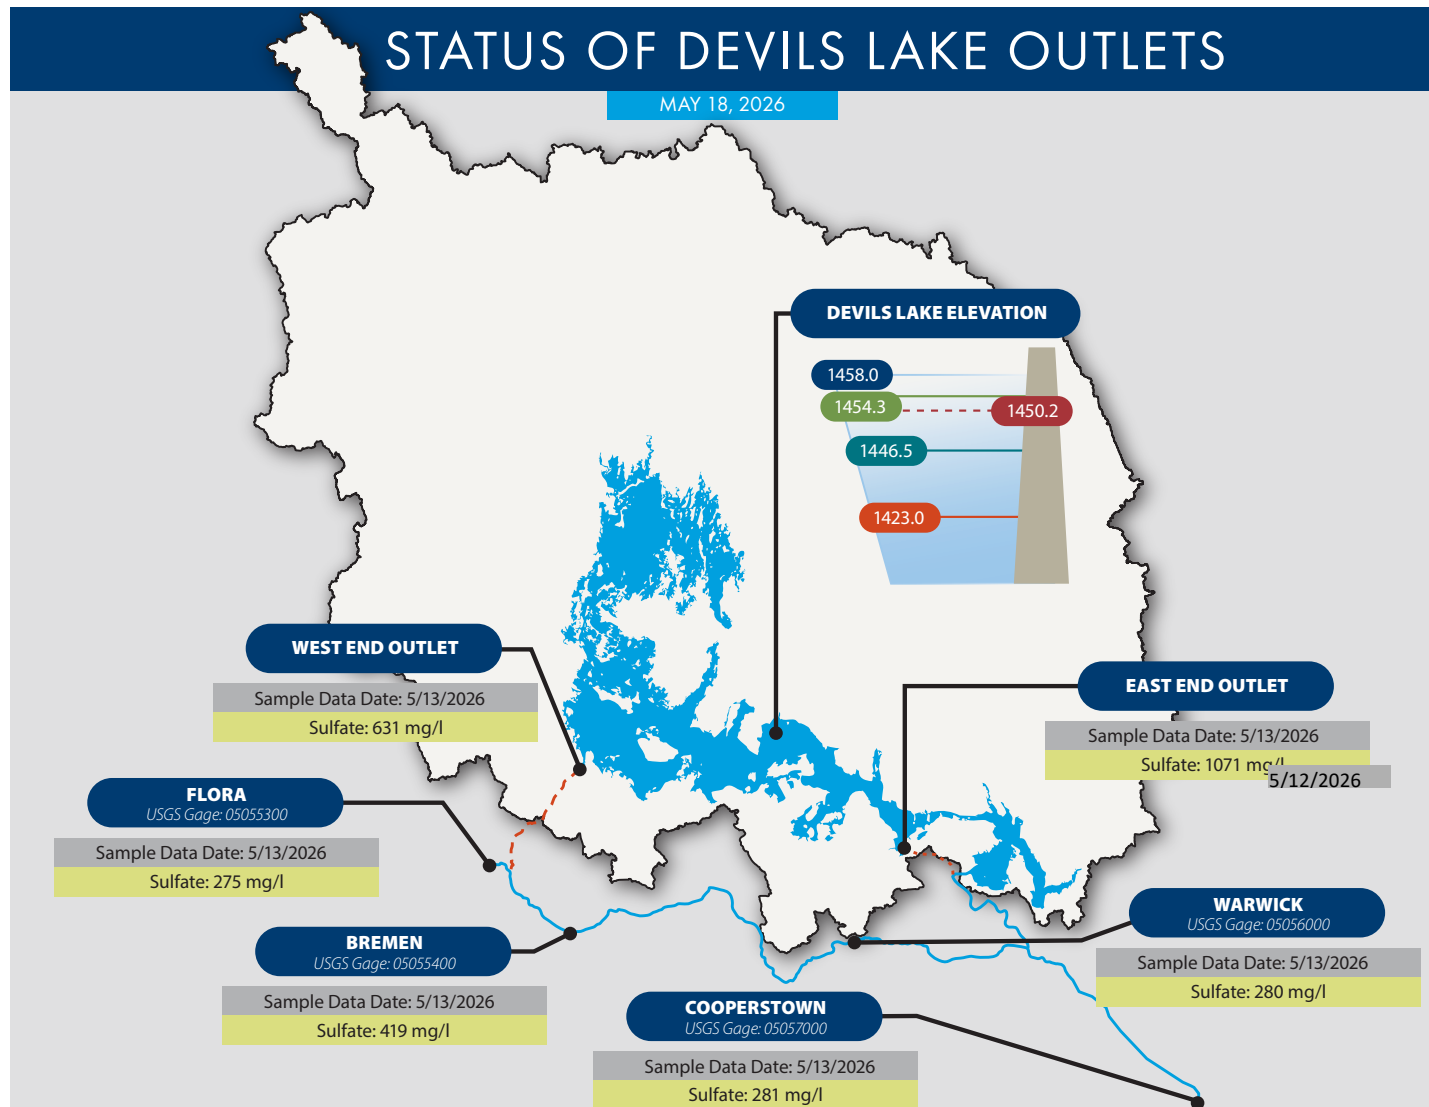 STATUS OF DEVILS LAKE OUTLETS
MAY 18, 2026
DEVILS LAKE ELEVATION
1458.0
1454.3
1450.2
1446.5
1423.0
WEST END OUTLET
Sample Data Date: 5/13/2026
Sulfate: 631 mg/l
EAST END OUTLET
Sample Data Date: 5/13/2026
Sulfate: 1071 mg/l
5/12/2026
FLORA
USGS Gage: 05055300
Sample Data Date: 5/13/2026
Sulfate: 275 mg/l
BREMEN
USGS Gage: 05055400
Sample Data Date: 5/13/2026
Sulfate: 419 mg/l
WARWICK
USGS Gage: 05056000
Sample Data Date: 5/13/2026
Sulfate: 280 mg/l
COOPERSTOWN
USGS Gage: 05057000
Sample Data Date: 5/13/2026
Sulfate: 281 mg/l